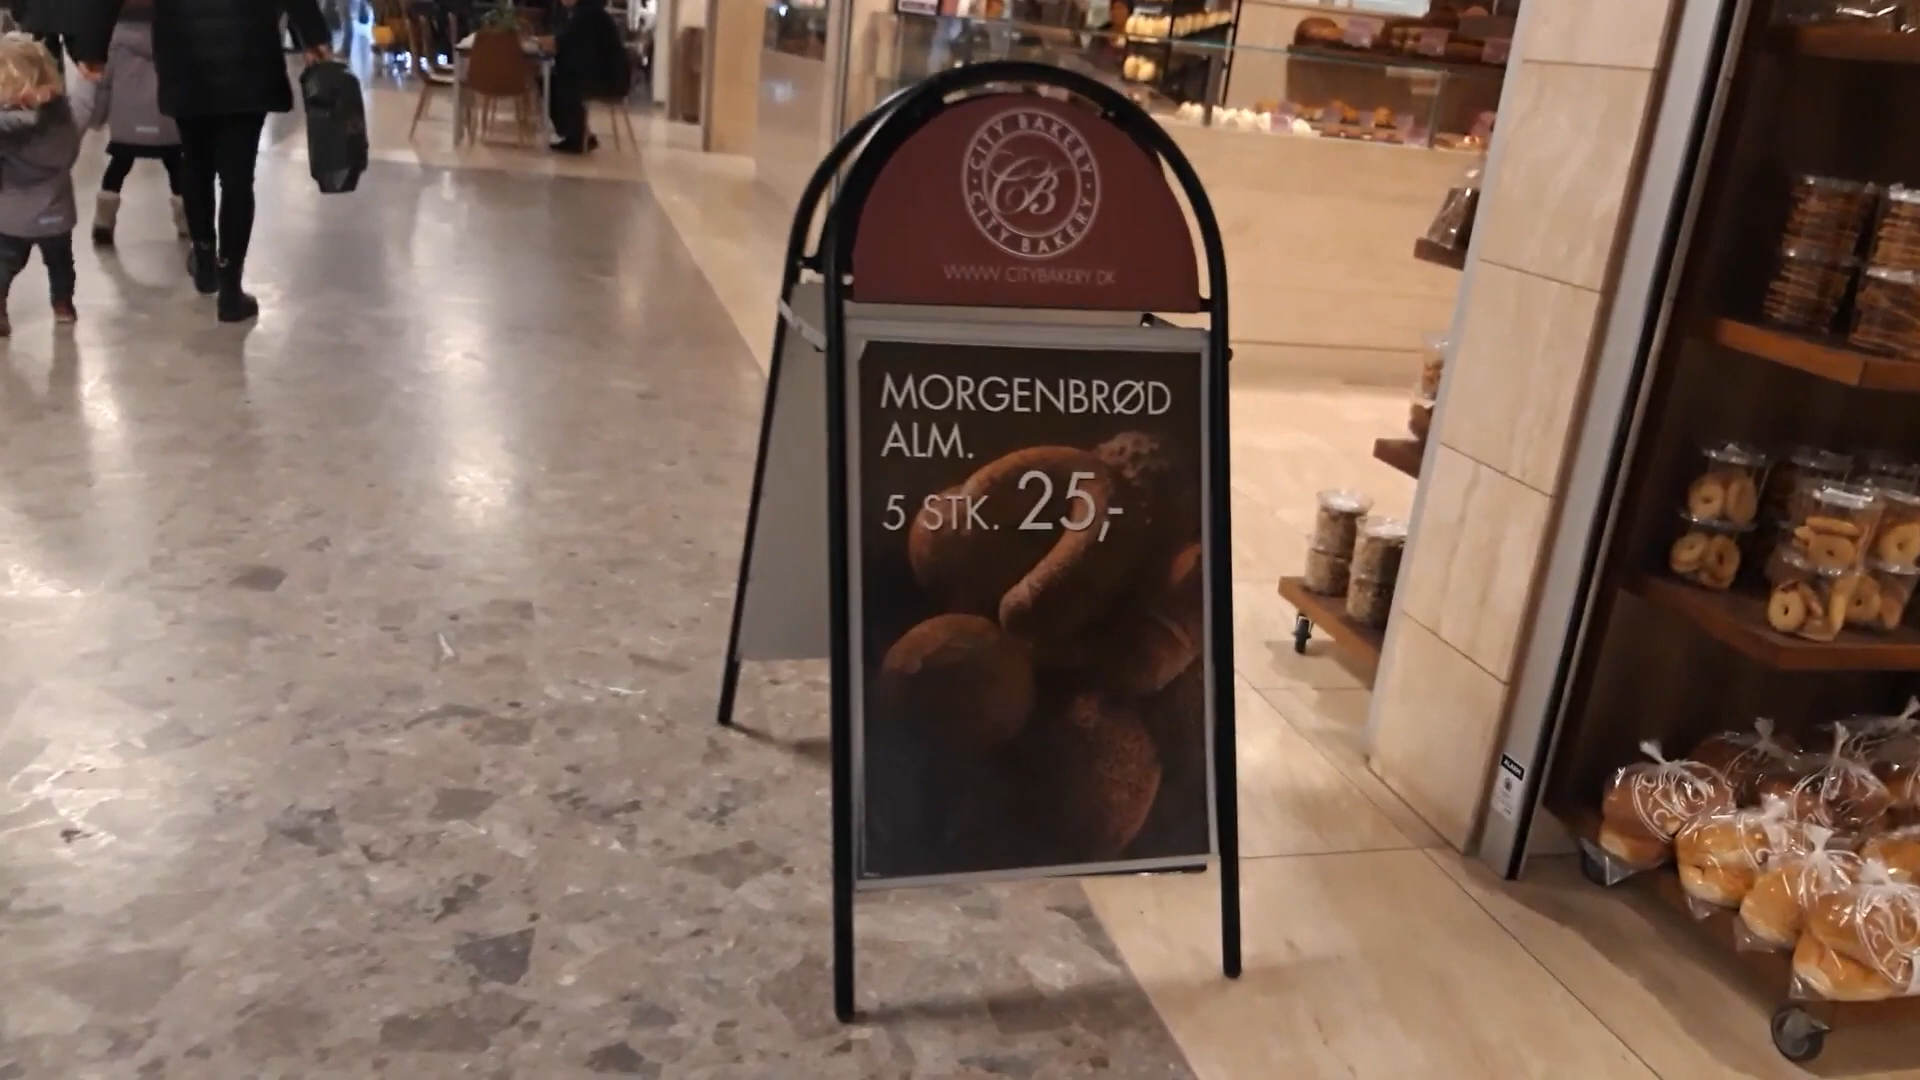 CITY BAKERY · CITY BAKERY ·
CB
WWW.CITYBAKERY.DK
MORGENBRØD
ALM.
5 STK. 25,-